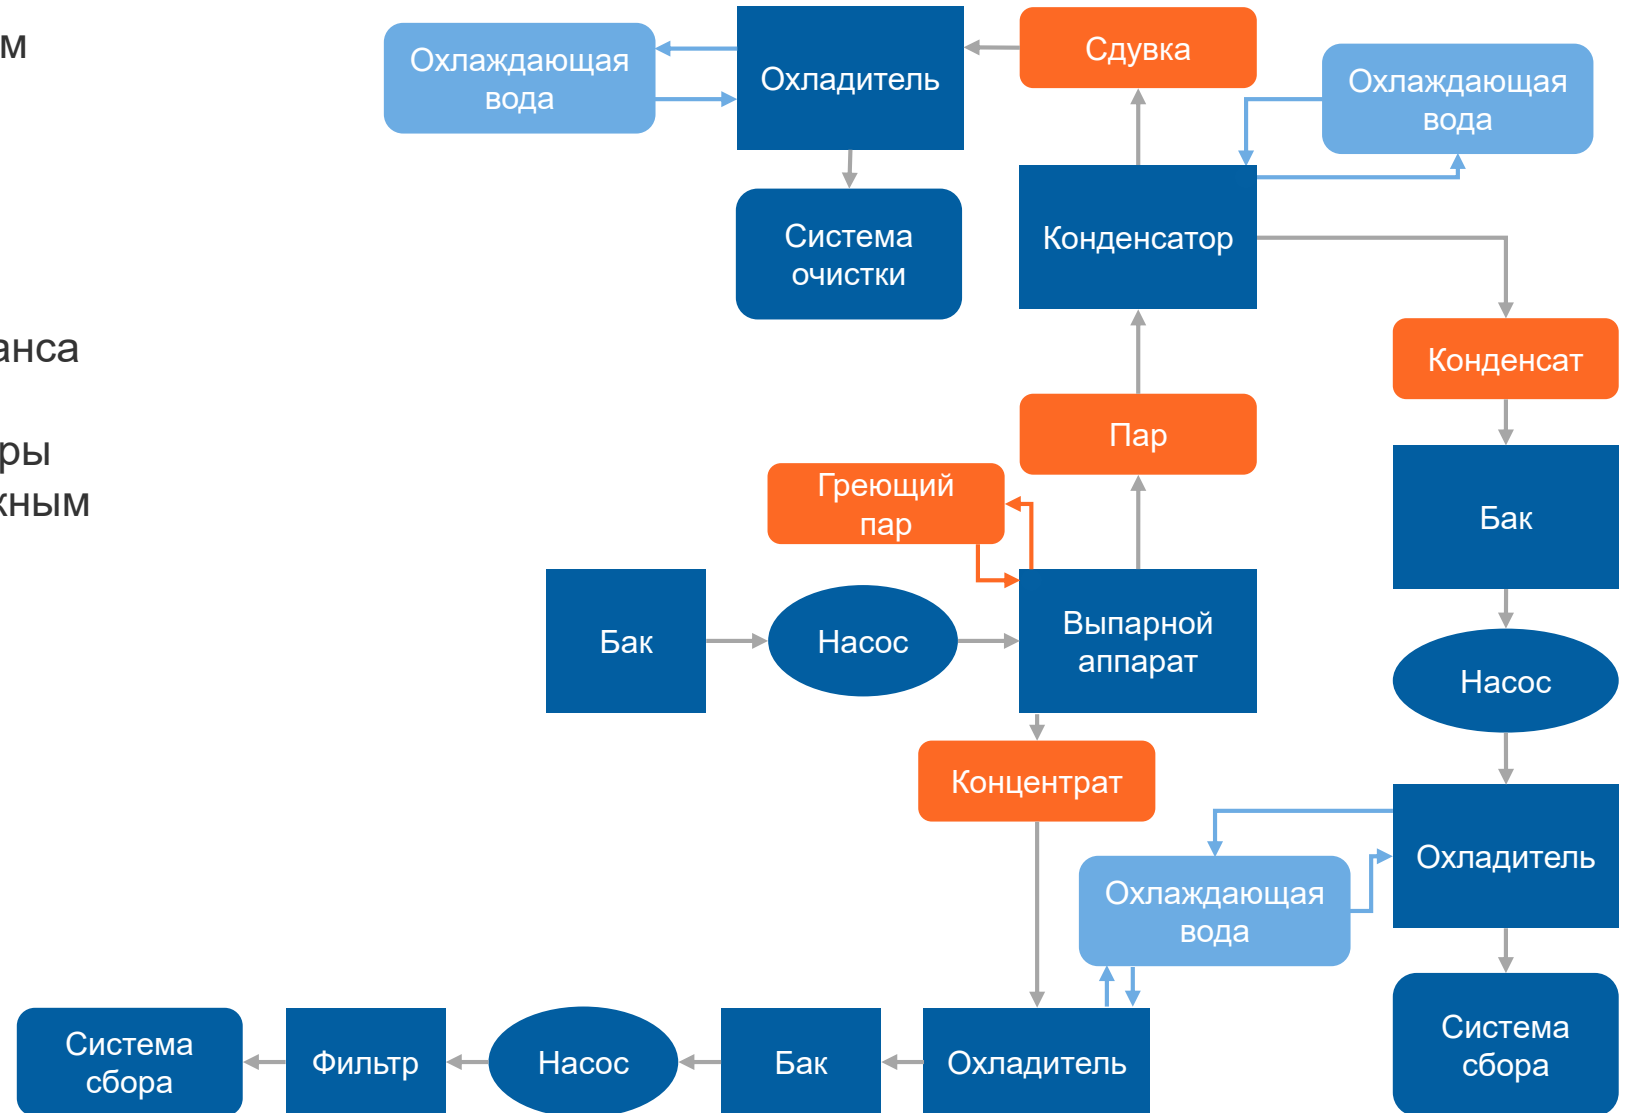 м
анса
ры
жным
Охлаждающая
вода
Охладитель
Сдувка
Охлаждающая
вода
Система
очистки
Конденсатор
Конденсат
Пар
Греющий
пар
Бак
Бак
Насос
Выпарной
аппарат
Насос
Концентрат
Охлаждающая
вода
Охладитель
Система
сбора
Фильтр
Насос
Бак
Охладитель
Система
сбора